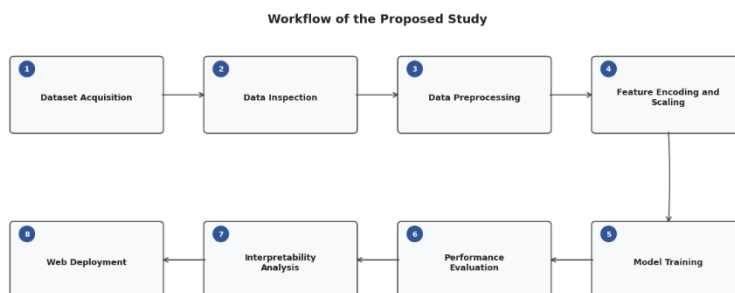 Workflow of the Proposed Study
1
Dataset Acquisition
2
Data Inspection
3
Data Preprocessing
4
Feature Encoding and
Scaling
5
Model Training
6
Performance
Evaluation
7
Interpretability
Analysis
8
Web Deployment